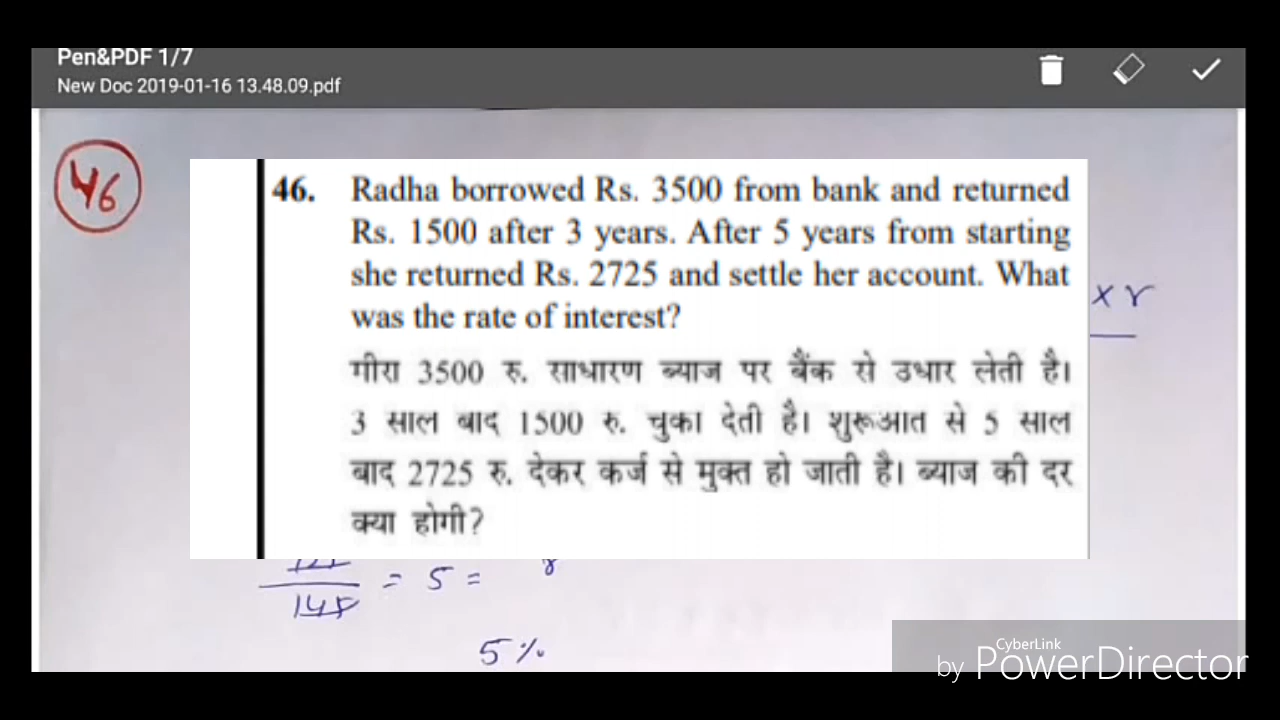 Pen&PDF 1/7
New Doc 2019-01-16 13.48.09.pdf
46
46. Radha borrowed Rs. 3500 from bank and returned
Rs. 1500 after 3 years. After 5 years from starting
she returned Rs. 2725 and settle her account. What
was the rate of interest?
x r
गीरा 3500 रु. साधारण ब्याज पर बैंक से उधार लेती है।
3 साल बाद 1500 रु. चुका देती है। शुरूआत से 5 साल
बाद 2725 रु. देकर कर्ज से मुक्त हो जाती है। ब्याज की दर
क्या होगी?
145 = 5 =
5 %
CyberLink
by PowerDirector